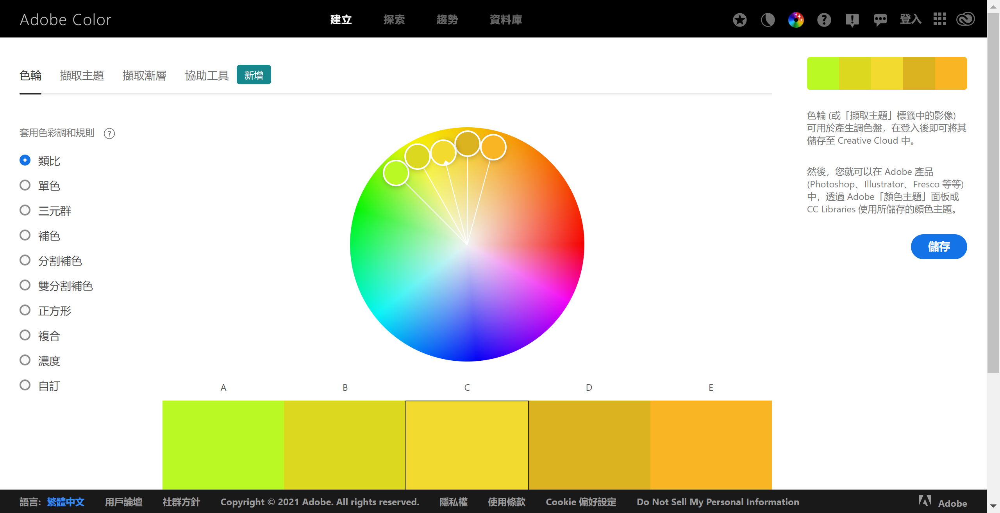 Adobe Color
建立
探索
趨勢
資料庫
登入
色輪
擷取主題
擷取漸層
協助工具
新增
套用色彩調和規則
類比
單色
三元群
補色
分割補色
雙分割補色
正方形
複合
濃度
自訂
A
B
C
D
E
色輪 (或「擷取主題」標籤中的影像)
可用於產生調色盤，在登入後即可將其
儲存至 Creative Cloud 中。
然後，您就可以在 Adobe 產品
(Photoshop、Illustrator、Fresco 等等)
中，透過 Adobe「顏色主題」面板或
CC Libraries 使用所儲存的顏色主題。
儲存
語言: 繁體中文
用戶論壇
社群方針
Copyright © 2021 Adobe. All rights reserved.
隱私權
使用條款
Cookie 偏好設定
Do Not Sell My Personal Information
Adobe